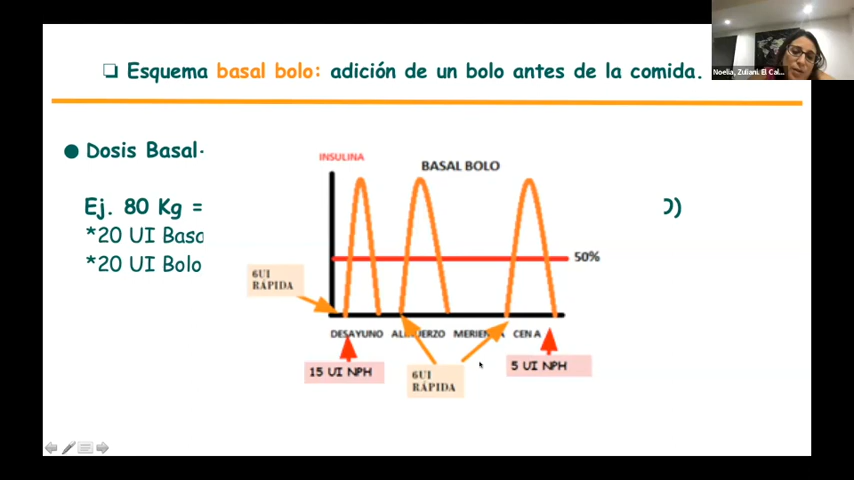 Noelia, Zuliani. El Cal...
❑ Esquema basal bolo: adición de un bolo antes de la comida.
● Dosis Basal-
Ej. 80 Kg =
*20 UI Basa
*20 UI Bolo
INSULINA
BASAL BOLO
50%
6UI
RÁPIDA
DESAYUNO ALMUERZO MERIENDA CENA
15 UI NPH
6UI
RÁPIDA
5 UI NPH